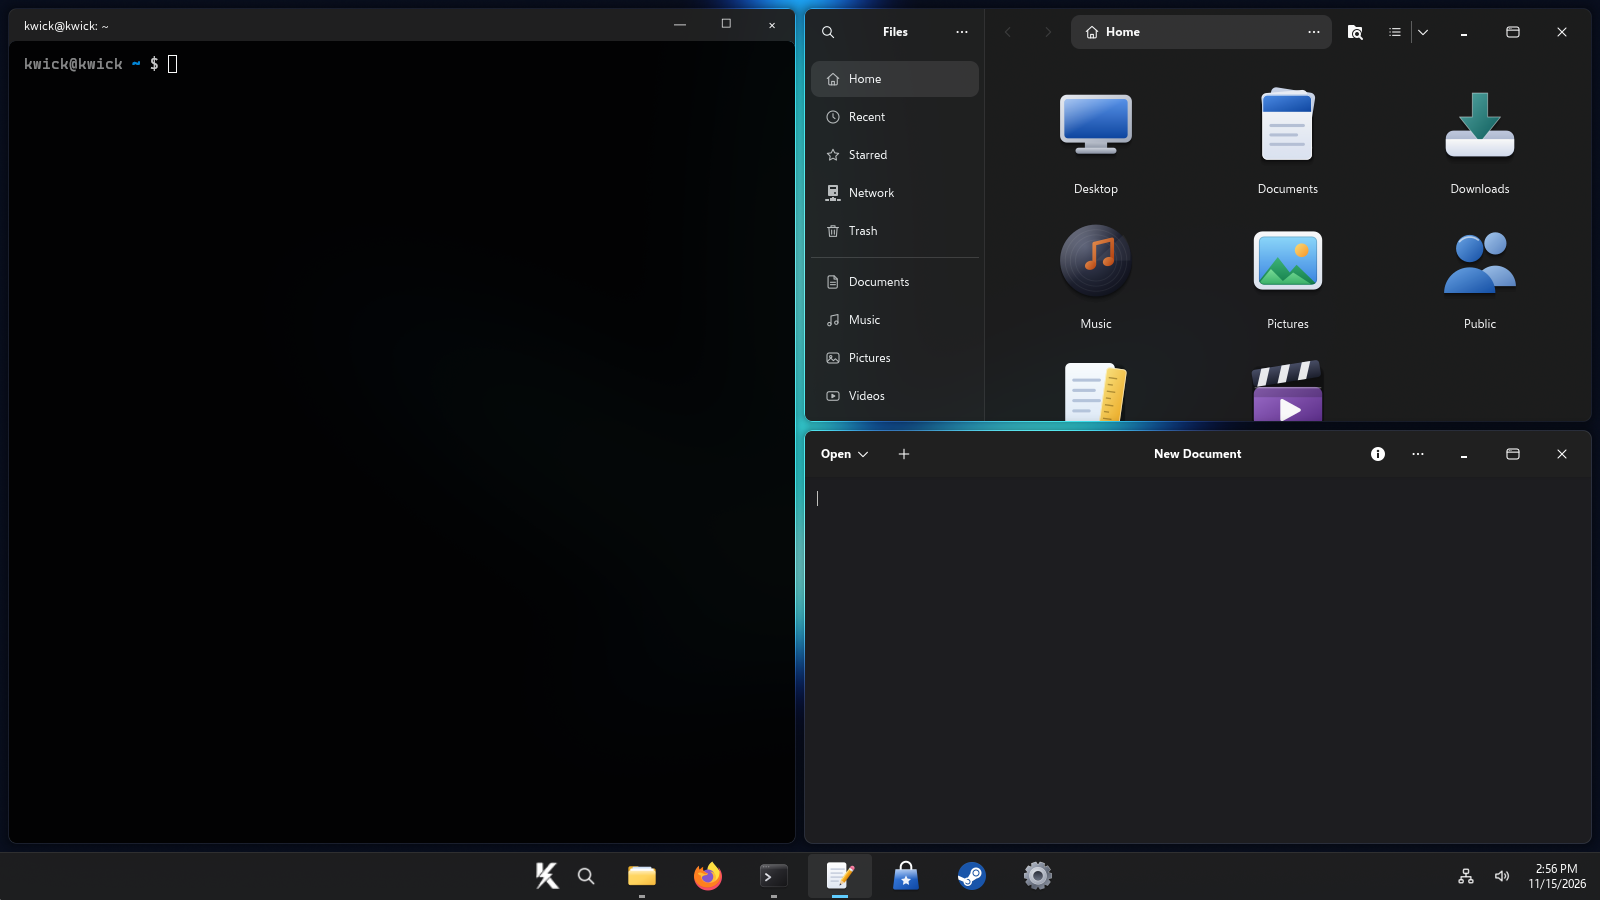 kwick@kwick: ~
kwick@kwick ~ $
Files
Home
Home
Recent
Starred
Network
Trash
Documents
Music
Pictures
Videos
Desktop
Documents
Downloads
Music
Pictures
Public
Open
New Document
2:56 PM
11/15/2026